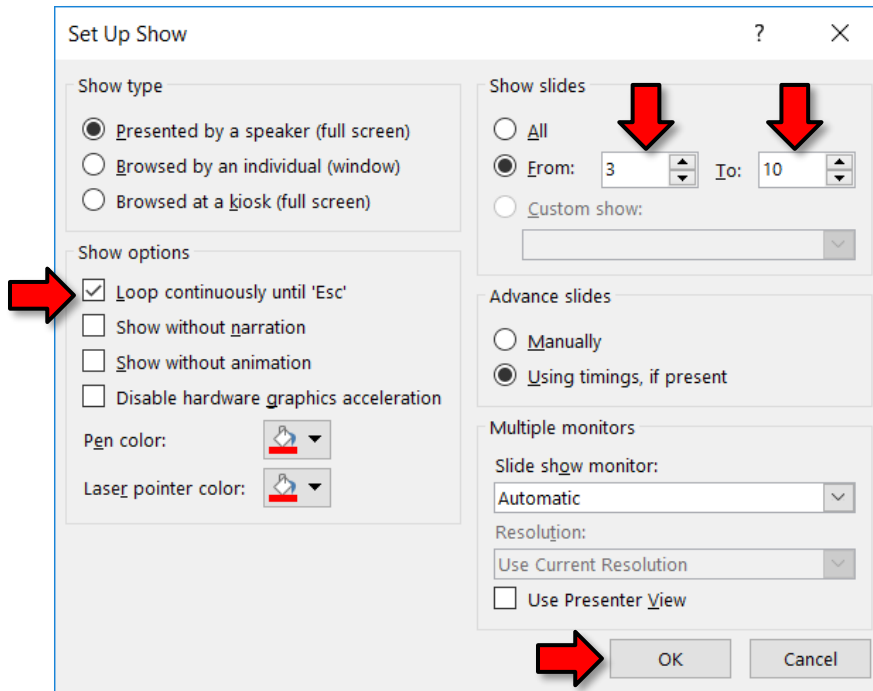 Set Up Show
?
Show type
Presented by a speaker (full screen)
Browsed by an individual (window)
Browsed at a kiosk (full screen)
Show options
Loop continuously until 'Esc'
Show without narration
Show without animation
Disable hardware graphics acceleration
Pen color:
Laser pointer color:
Show slides
All
From: 3 To: 10
Custom show:
Advance slides
Manually
Using timings, if present
Multiple monitors
Slide show monitor:
Automatic
Resolution:
Use Current Resolution
Use Presenter View
OK Cancel